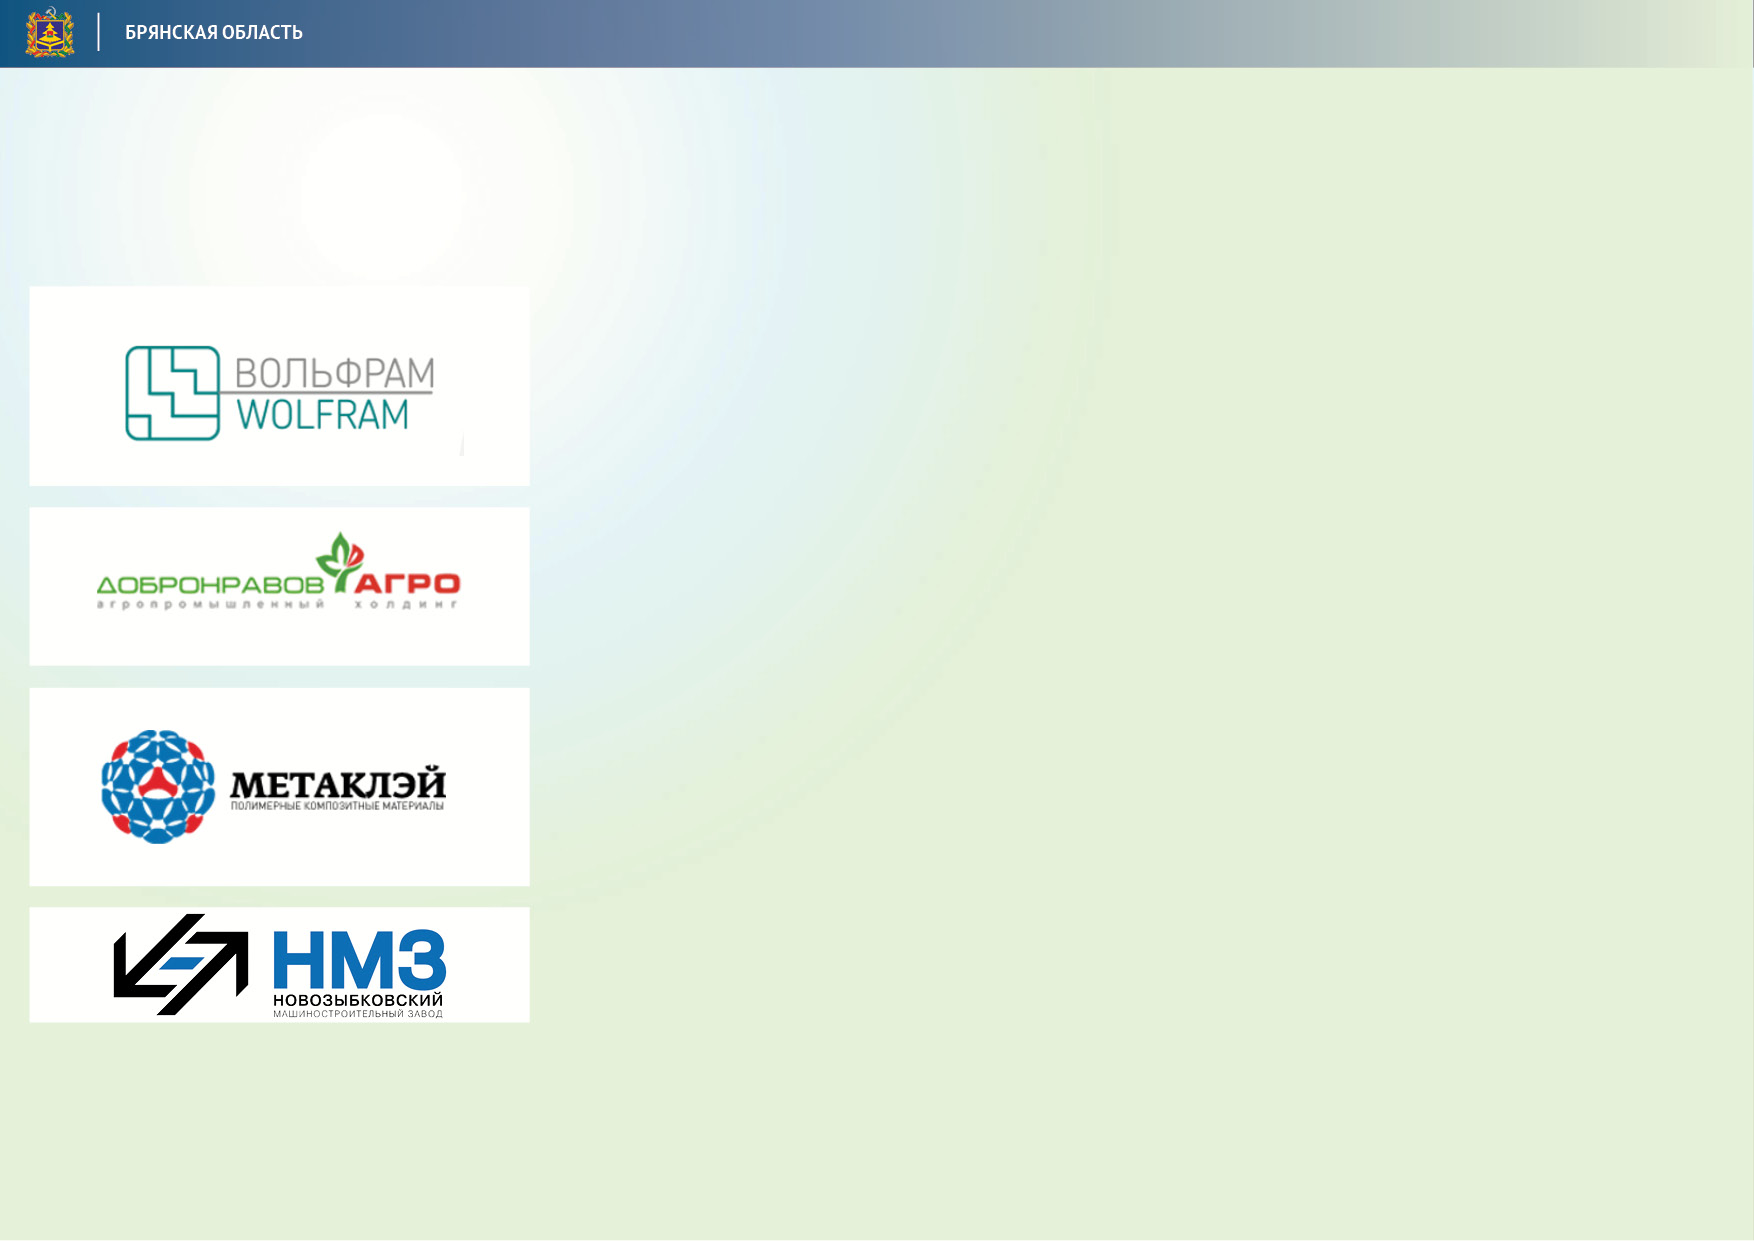 БРЯНСКАЯ ОБЛАСТЬ
ВОЛЬФРАМ
WOLFRAM
ДОБРОНРАВОВ АГРО
агропромышленный холдинг
МЕТАКЛЭЙ
ПОЛИМЕРНЫЕ КОМПОЗИТНЫЕ МАТЕРИАЛЫ
НМЗ
НОВОЗЫБКОВСКИЙ
МАШИНОСТРОИТЕЛЬНЫЙ ЗАВОД